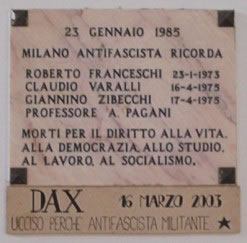 23 GENNAIO 1985
MILANO ANTIFASCISTA RICORDA
ROBERTO FRANCESCHI 23-1-1973
CLAUDIO VARALLI 16-4-1975
GIANNINO ZIBECCHI 17-4-1975
PROFESSORE A. PAGANI
MORTI PER IL DIRITTO ALLA VITA.
ALLA DEMOCRAZIA. ALLO STUDIO.
AL LAVORO. AL SOCIALISMO.
DAX 16 MARZO 2003
UCCISO PERCHE ANTIFASCISTA MILITANTE ★